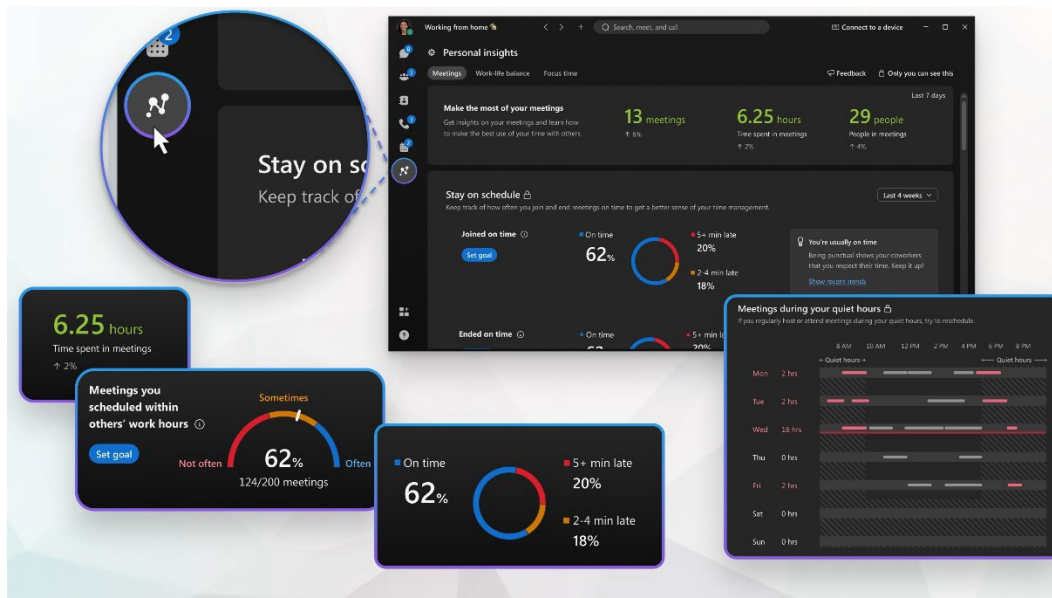 2
Stay on sc
Keep track of
Working from home
Search, meet, and call
Connect to a device
Personal insights
Meetings Work-life balance Focus time
Feedback Only you can see this
Last 7 days
Make the most of your meetings
Get insights on your meetings and learn how
to make the best use of your time with others.
13 meetings
↑ 6%
6.25 hours
Time spent in meetings
↑ 2%
29 people
People in meetings
↑ 4%
Stay on schedule
Last 4 weeks
Keep track of how often you join and end meetings on time to get a better sense of your time management.
Joined on time
Set goal
On time
62%
5+ min late
20%
2-4 min late
18%
You're usually on time
Being punctual shows your coworkers
that you respect their time. Keep it up!
Show recent trends
Ended on time
On time
5+ min
20%
6.25 hours
Time spent in meetings
↑ 2%
Meetings you
scheduled within
others' work hours
Set goal
Sometimes
Not often
62%
Often
124/200 meetings
On time
62%
5+ min late
20%
2-4 min late
18%
Meetings during your quiet hours
If you regularly host or attend meetings during your quiet hours, try to reschedule.
8 AM 10 AM 12 PM 2 PM 4 PM 6 PM 8 PM
Quiet hours Quiet hours
Mon 2 hrs
Tue 2 hrs
Wed hrs
Thu 0 hrs
Fri 2 hrs
Sat 0 hrs
Sun 0 hrs